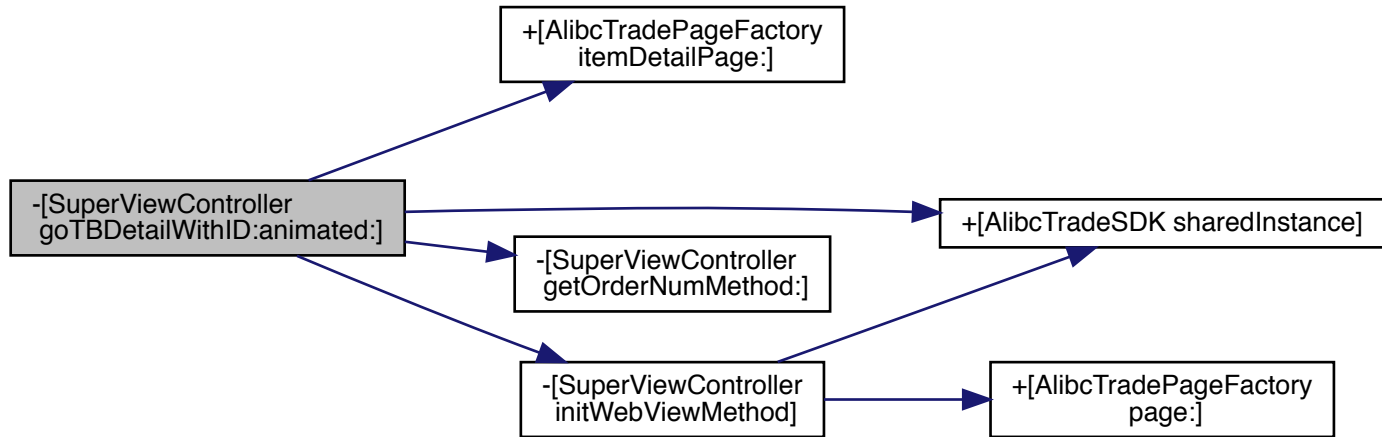 +[AlibcTradePageFactory
itemDetailPage:]
-[SuperViewController
goTBDetailWithID:animated:]
+[AlibcTradeSDK sharedInstance]
-[SuperViewController
getOrderNumMethod:]
-[SuperViewController
initWebViewMethod]
+[AlibcTradePageFactory
page:]